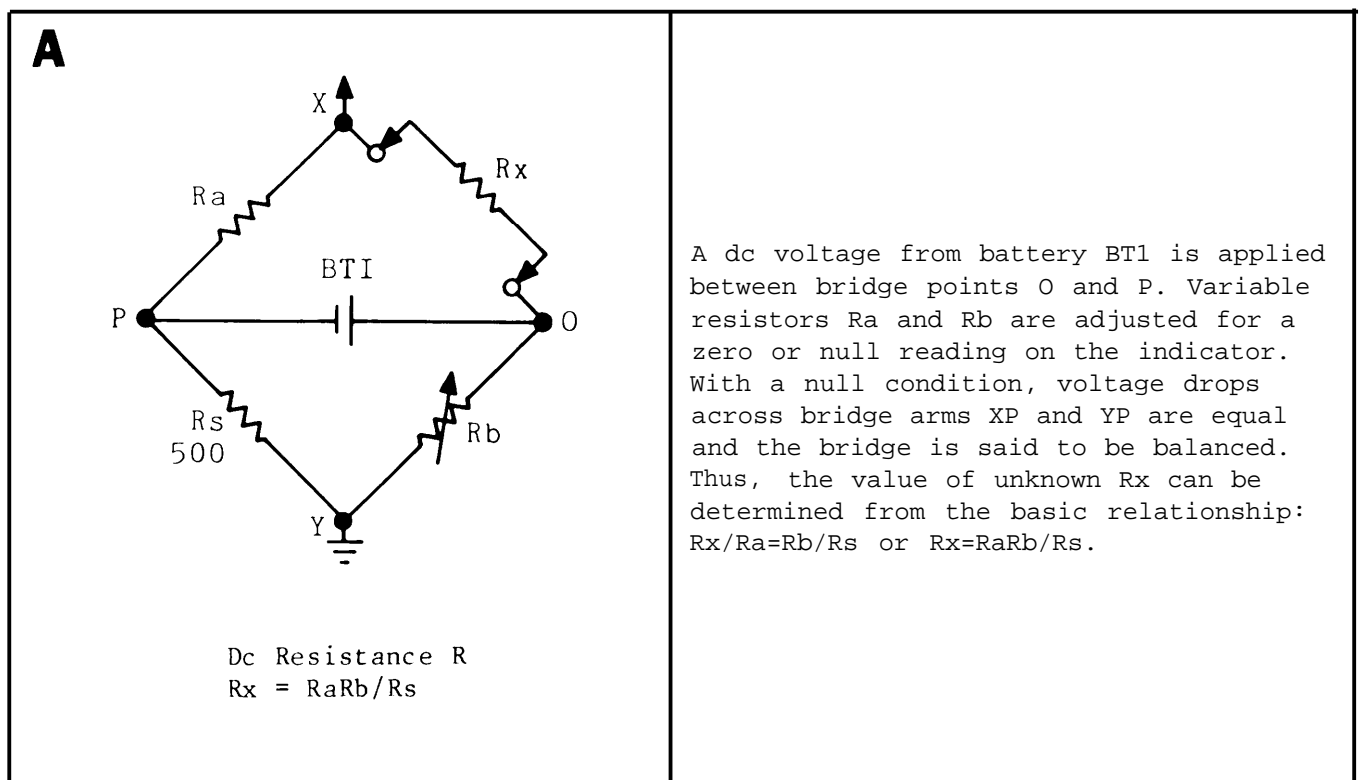 A
X
Rx
Ra
BTI
P
O
Rs
500
Rb
Y
Dc Resistance R
Rx = RaRb/Rs
A dc voltage from battery BT1 is applied
between bridge points O and P. Variable
resistors Ra and Rb are adjusted for a
zero or null reading on the indicator.
With a null condition, voltage drops
across bridge arms XP and YP are equal
and the bridge is said to be balanced.
Thus, the value of unknown Rx can be
determined from the basic relationship:
Rx/Ra=Rb/Rs or Rx=RaRb/Rs.